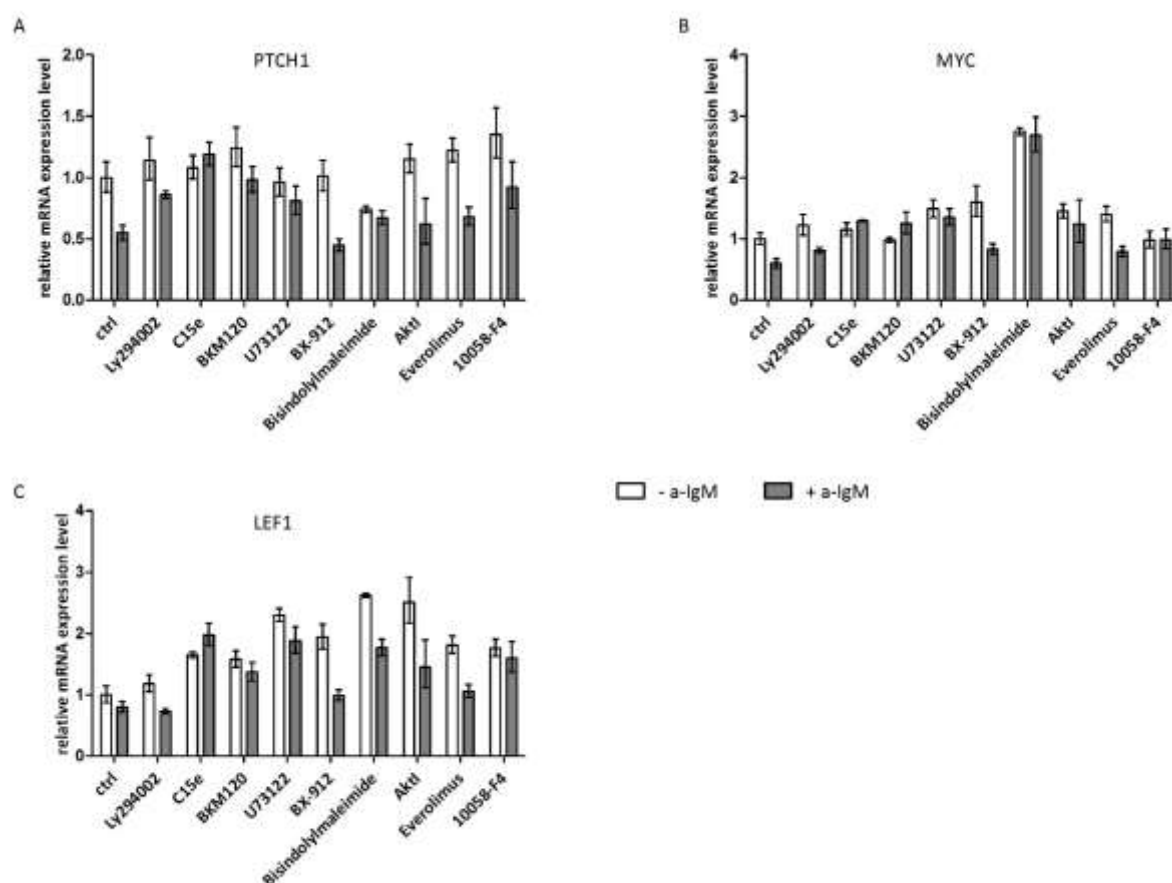 A
PTCH1
relative mRNA expression level
2.0
1.5
1.0
0.5
0.0
ctrl
Ly294002
C15e
BKM120
U73122
BX-912
Bisindolylmaleimide
AktI
Everolimus
10058-F4
B
MYC
relative mRNA expression level
4
3
2
1
0
ctrl
Ly294002
C15e
BKM120
U73122
BX-912
Bisindolylmaleimide
AktI
Everolimus
10058-F4
C
LEF1
relative mRNA expression level
4
3
2
1
0
ctrl
Ly294002
C15e
BKM120
U73122
BX-912
Bisindolylmaleimide
AktI
Everolimus
10058-F4
- a-IgM
+ a-IgM